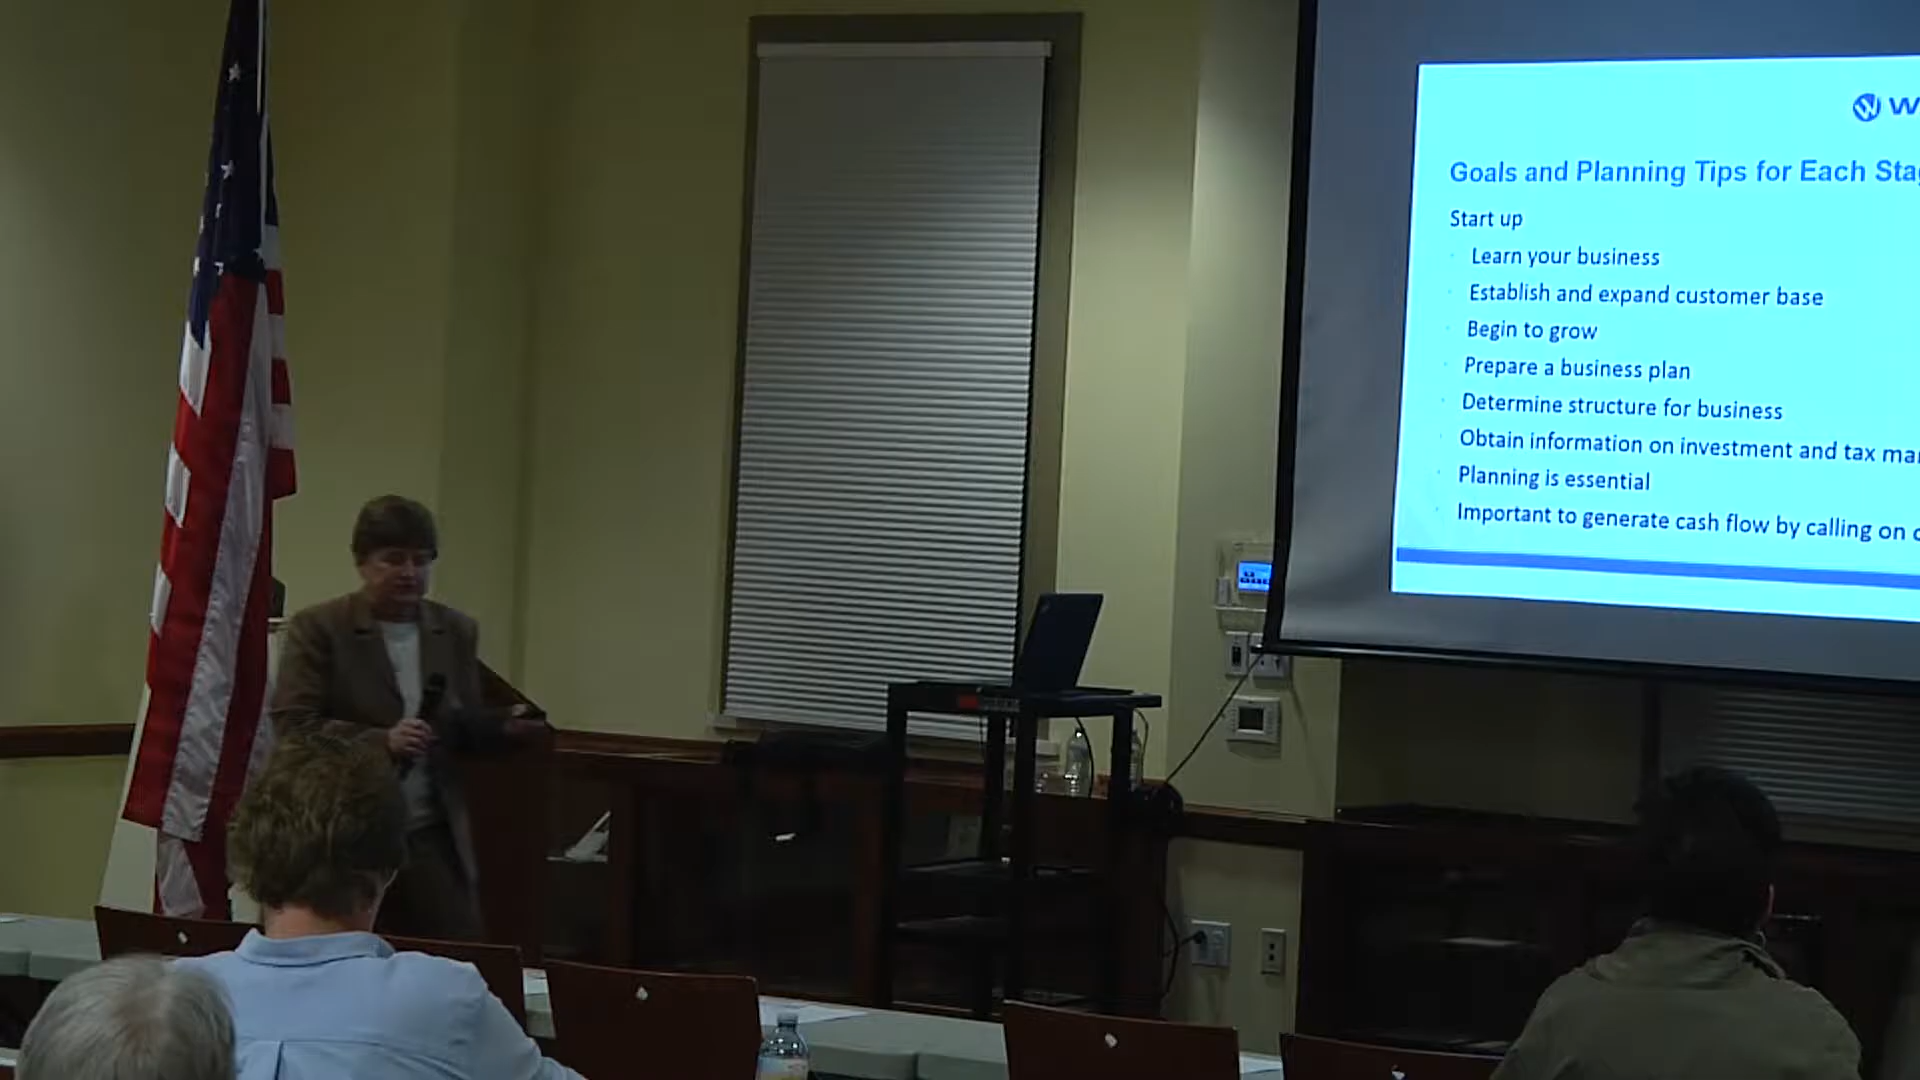 W
Goals and Planning Tips for Each
Start up
Learn your business
Establish and expand customer base
Begin to grow
Prepare a business plan
Determine structure for business
Obtain information on investment and tax
Planning is essential
Important to generate cash flow by calling on